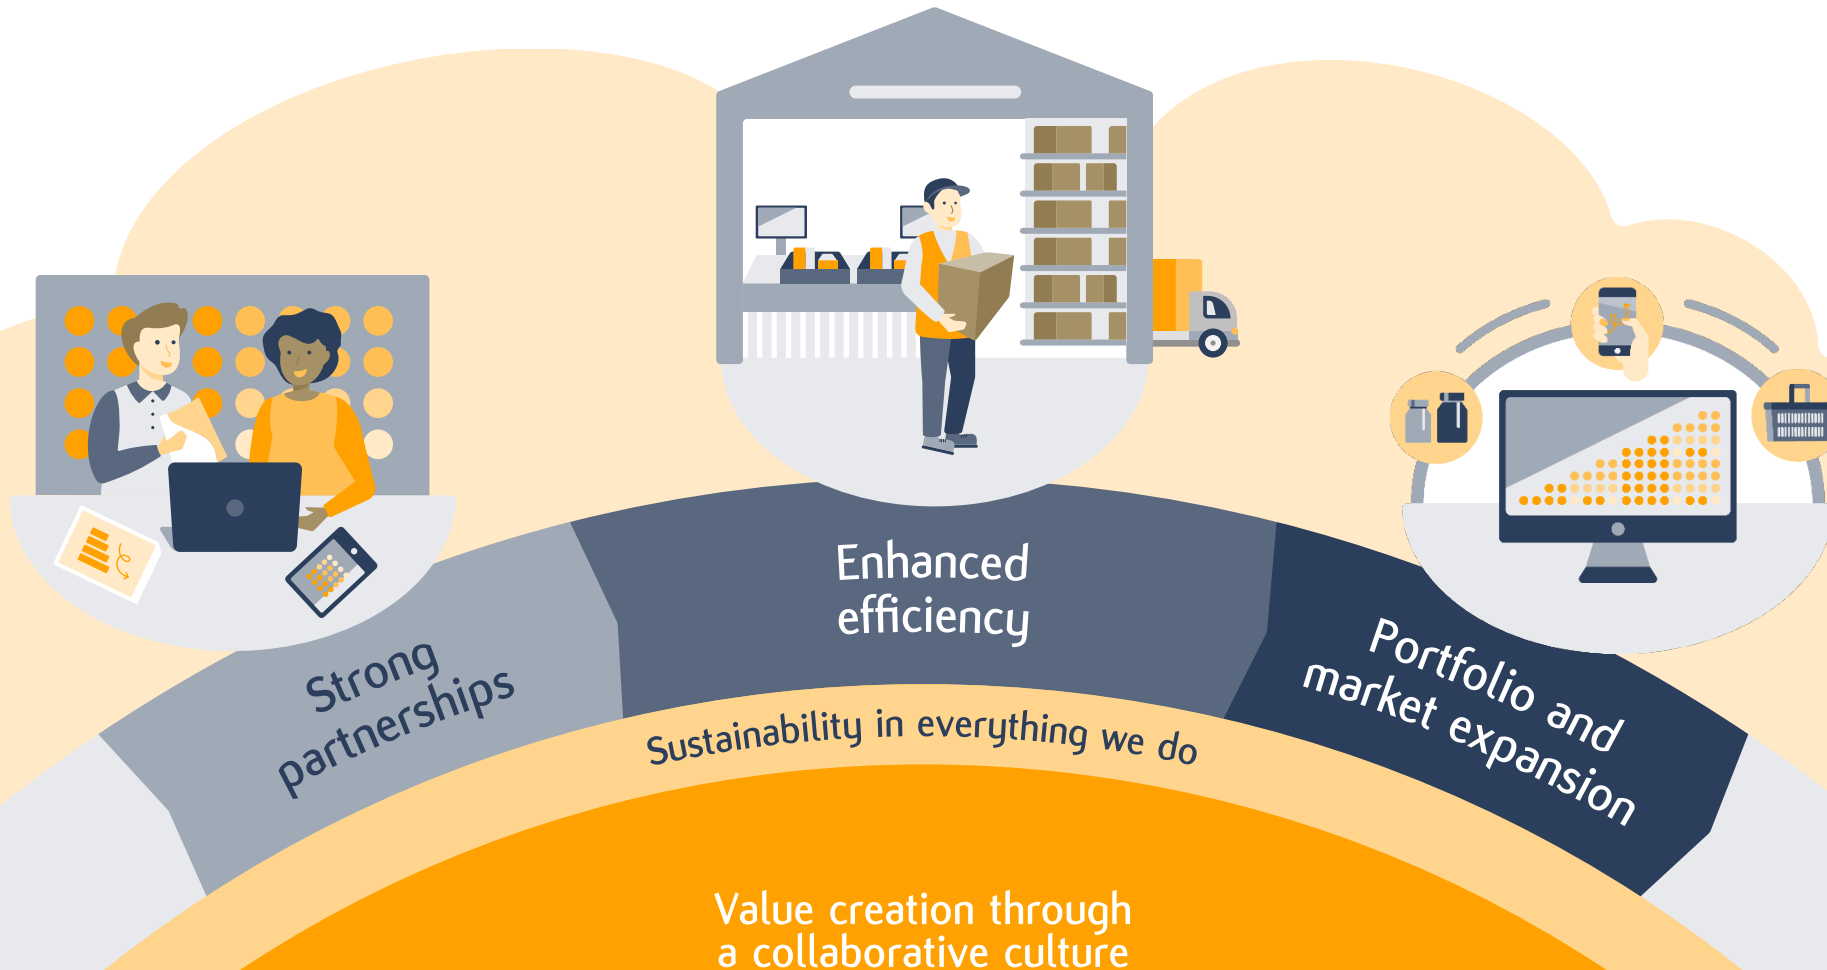 Strong
partnerships
Enhanced
efficiency
Portfolio and
market expansion
Sustainability in everything we do
Value creation through
a collaborative culture